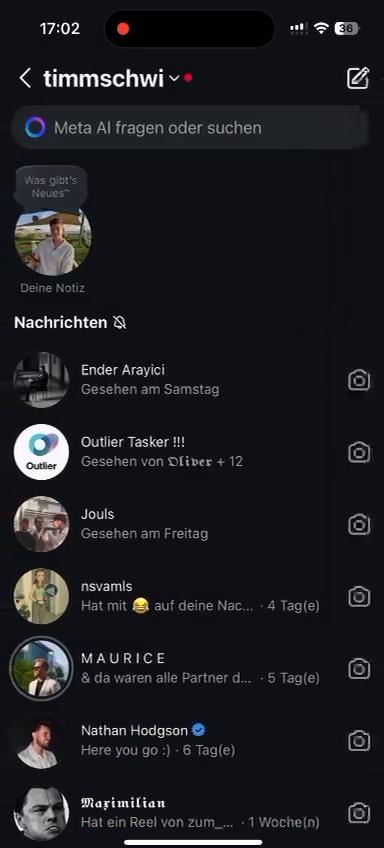 17:02
36
timmschwi
Meta AI fragen oder suchen
Was gibt's
Neues?
Deine Notiz
Nachrichten
Ender Arayici
Gesehen am Samstag
Outlier Tasker !!!
Gesehen von 𝕺𝖑𝖎𝖛𝖊𝖗 + 12
Outlier
Jouls
Gesehen am Freitag
nsvamls
Hat mit 😂 auf deine Nac... · 4 Tag(e)
M A U R I C E
& da waren alle Partner d... · 5 Tag(e)
Nathan Hodgson
Here you go :) · 6 Tag(e)
𝕸𝖆𝖝𝖎𝖒𝖎𝖑𝖎𝖆𝖓
Hat ein Reel von zum_... · 1 Woche(n)